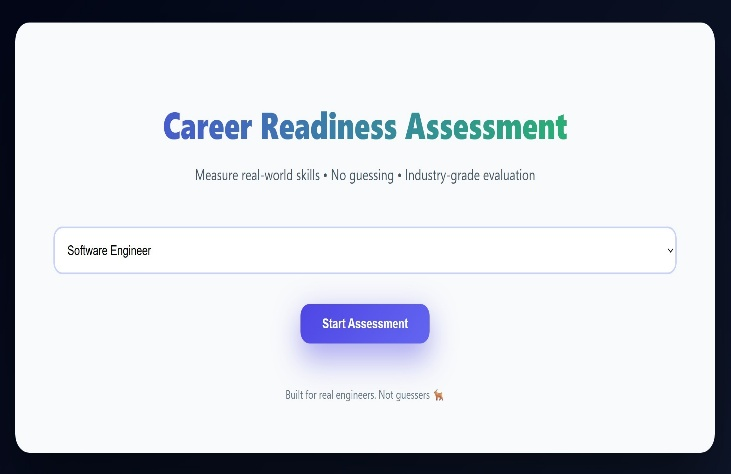 Career Readiness Assessment
Measure real-world skills • No guessing • Industry-grade evaluation
Software Engineer
Start Assessment
Built for real engineers. Not guessers 🐕